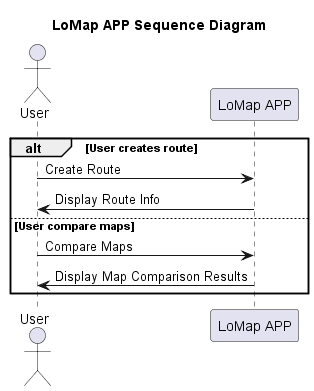 LoMap APP Sequence Diagram
User
LoMap APP
alt [User creates route]
Create Route
Display Route Info
[User compare maps]
Compare Maps
Display Map Comparison Results
User
LoMap APP